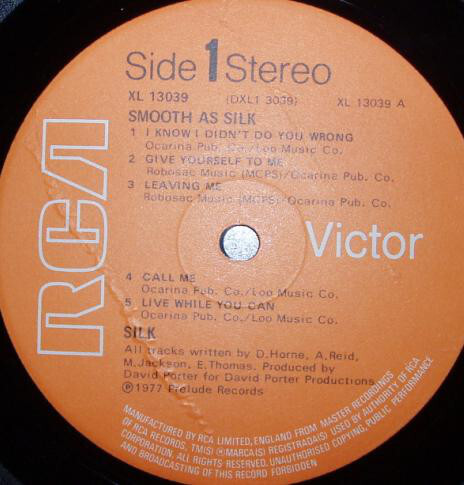 Side 1 Stereo
XL 13039 (DXL1 3039) XL 13039 A
SMOOTH AS SILK
1 I KNOW I DIDN'T DO YOU WRONG
Ocarina Pub. Co./Loo Music Co.
2 GIVE YOURSELF TO ME
Robosac Music (MCPS)/Ocarina Pub. Co.
3 LEAVING ME
Robosac Music (MCPS)/Ocarina Pub. Co.
RCA
Victor
4 CALL ME
Ocarina Pub. Co./Loo Music Co.
5 LIVE WHILE YOU CAN
Ocarina Pub. Co./Loo Music Co.
SILK
All tracks written by D.Horne, A.Reid,
M.Jackson, E.Thomas. Produced by
David Porter for David Porter Productions
℗1977 Prelude Records
MANUFACTURED BY RCA LIMITED, ENGLAND FROM MASTER RECORDINGS
OF RCA RECORDS, TM(S) ® MARCA(S) REGISTRADA(S) USED BY AUTHORITY OF RCA
CORPORATION. ALL RIGHTS RESERVED. UNAUTHORISED COPYING, PUBLIC PERFORMANCE
AND BROADCASTING OF THIS RECORD FORBIDDEN